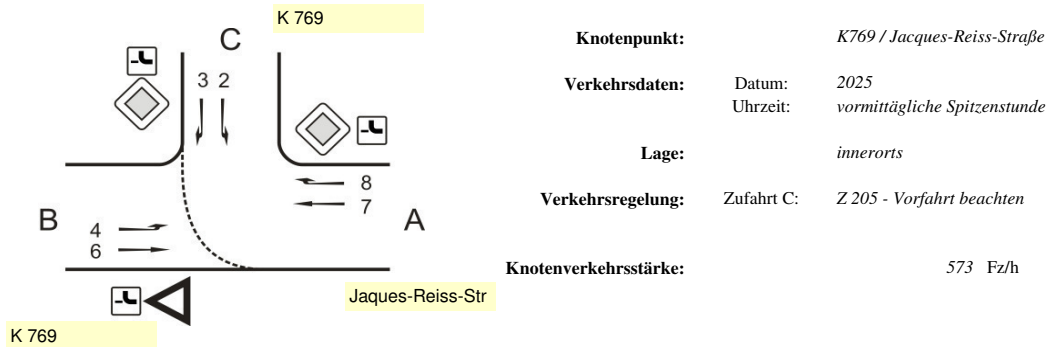 K 769
C
3 2
8
7
B
A
4
6
Jaques-Reiss-Str
K 769
Knotenpunkt: K769 / Jacques-Reiss-Straße
Verkehrsdaten: Datum: 2025
Uhrzeit: vormittägliche Spitzenstunde
Lage: innerorts
Verkehrsregelung: Zufahrt C: Z 205 - Vorfahrt beachten
Knotenverkehrsstärke: 573 Fz/h